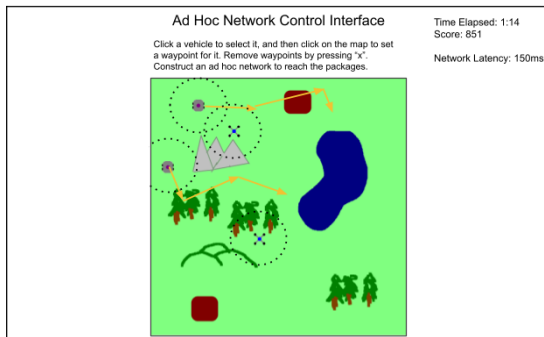 Ad Hoc Network Control Interface
Click a vehicle to select it, and then click on the map to set
a waypoint for it. Remove waypoints by pressing “x”.
Construct an ad hoc network to reach the packages.
Time Elapsed: 1:14
Score: 851
Network Latency: 150ms